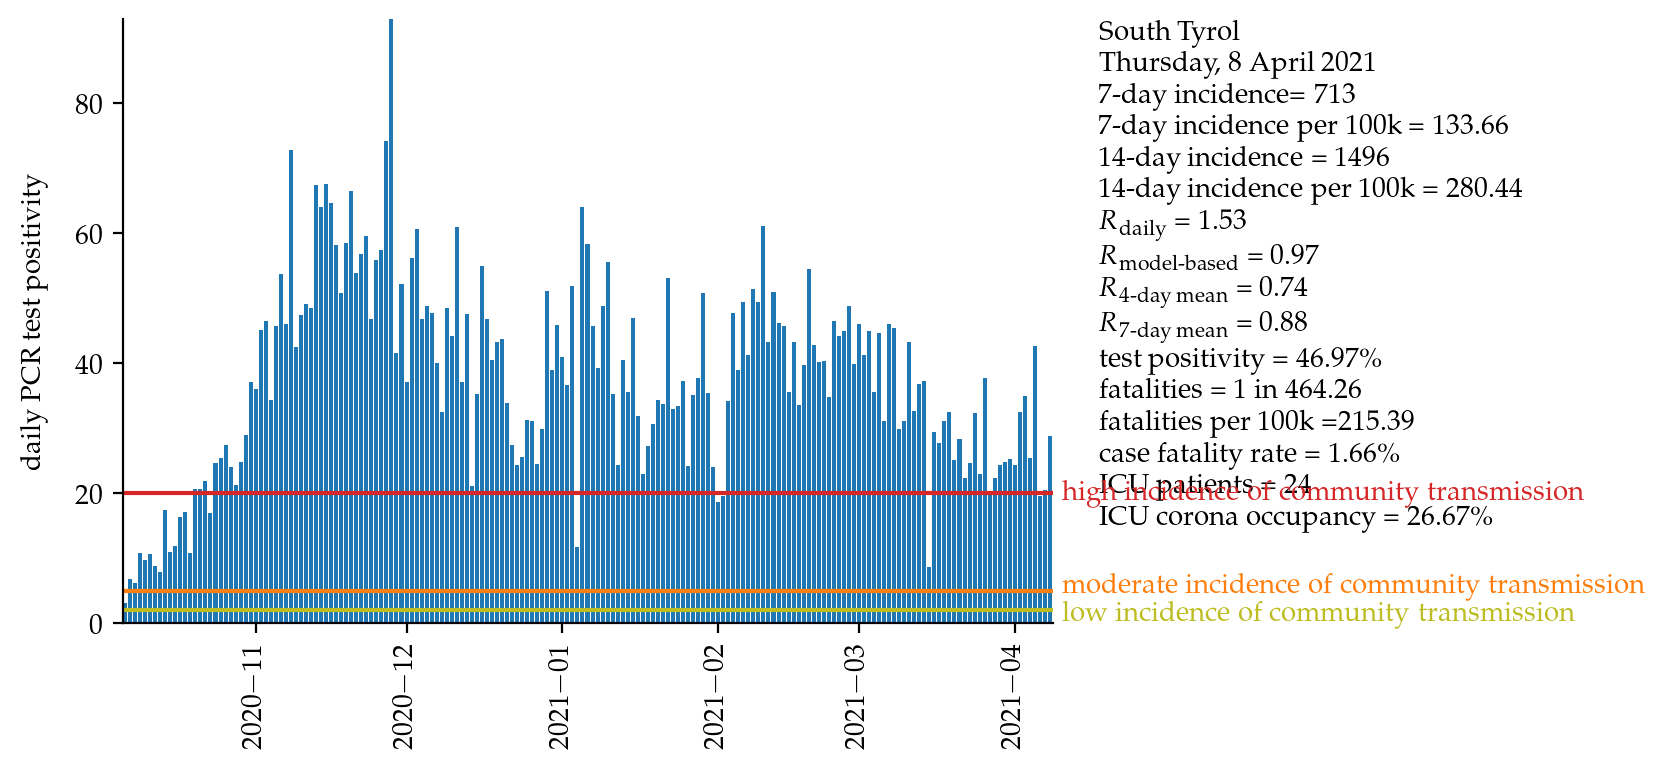 daily PCR test positivity
80
60
40
20
0
2020−11
2020−12
2021−01
2021−02
2021−03
2021−04
South Tyrol
Thursday, 8 April 2021
7-day incidence= 713
7-day incidence per 100k = 133.66
14-day incidence = 1496
14-day incidence per 100k = 280.44
R daily = 1.53
R model-based = 0.97
R 4-day mean = 0.74
R 7-day mean = 0.88
test positivity = 46.97%
fatalities = 1 in 464.26
fatalities per 100k =215.39
case fatality rate = 1.66%
ICU patients = 24
high incidence of community transmission
ICU corona occupancy = 26.67%
moderate incidence of community transmission
low incidence of community transmission